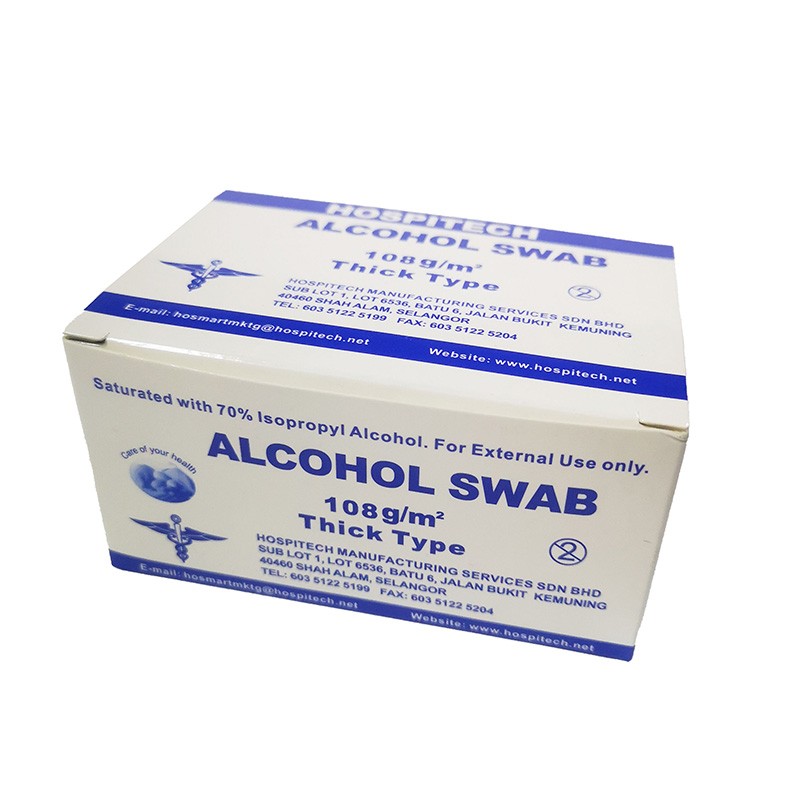 HOSPITECH
ALCOHOL SWAB
108g/m²
Thick Type
②
HOSPITECH MANUFACTURING SERVICES SDN BHD
SUB LOT 1, LOT 6536, BATU 6, JALAN BUKIT KEMUNING
40460 SHAH ALAM, SELANGOR
TEL: 603 5122 5199 FAX: 603 5122 5204
E-mail: hosmartmktg@hospitech.net
Website: www.hospitech.net
Saturated with 70% Isopropyl Alcohol. For External Use only.
Care of your health
ALCOHOL SWAB
108g/m²
Thick Type
②
HOSPITECH MANUFACTURING SERVICES SDN BHD
SUB LOT 1, LOT 6536, BATU 6, JALAN BUKIT KEMUNING
40460 SHAH ALAM, SELANGOR
TEL: 603 5122 5199 FAX: 603 5122 5204
E-mail: hosmartmktg@hospitech.net
Website: www.hospitech.net